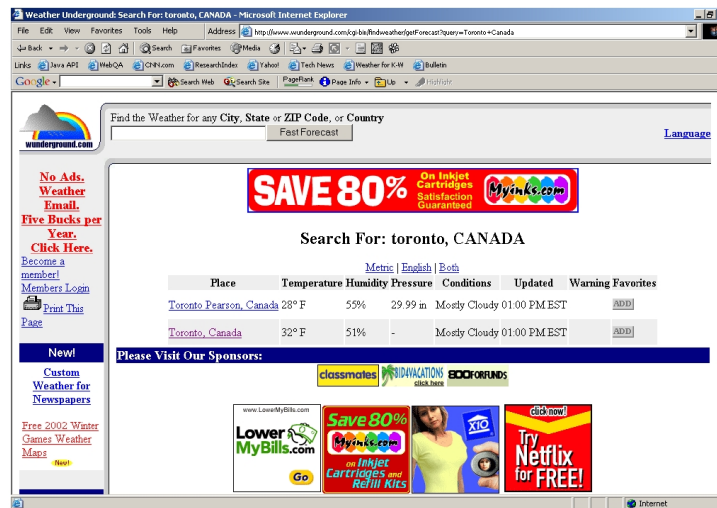 Weather Underground: Search For: toronto, CANADA - Microsoft Internet Explorer
File Edit View Favorites Tools Help Address http://www.wunderground.com/cgi-bin/findweather/getForecast?query=Toronto+Canada
Back Search Favorites Media
Links Java API WebQA CNN.com ResearchIndex Yahoo! Tech News Weather for K-W Bulletin
Google Search Web Search Site PageRank Page Info Up Highlight
wunderground.com
Find the Weather for any City, State or ZIP Code, or Country
Fast Forecast
Language
No Ads.
Weather
Email.
Five Bucks per
Year.
Click Here.
Become a
member!
Members Login
Print This
Page
New!
Custom
Weather for
Newspapers
Free 2002 Winter
Games Weather
Maps
New!
SAVE 80% On Inkjet Cartridges Satisfaction Guaranteed Myinks.com
Search For: toronto, CANADA
Metric | English | Both
Place Temperature Humidity Pressure Conditions Updated Warning Favorites
Toronto Pearson, Canada 28° F 55% 29.99 in Mostly Cloudy 01:00 PM EST ADD
Toronto, Canada 32° F 51% - Mostly Cloudy 01:00 PM EST ADD
Please Visit Our Sponsors:
classmates BID4VACATIONS click here 800FORFUNDS
www.LowerMyBills.com
Lower
MyBills.com
Go
Save 80%
Myinks.com
on Inkjet
Cartridges and
Refill Kits
X10
click now!
Try
Netflix
for FREE!
Internet